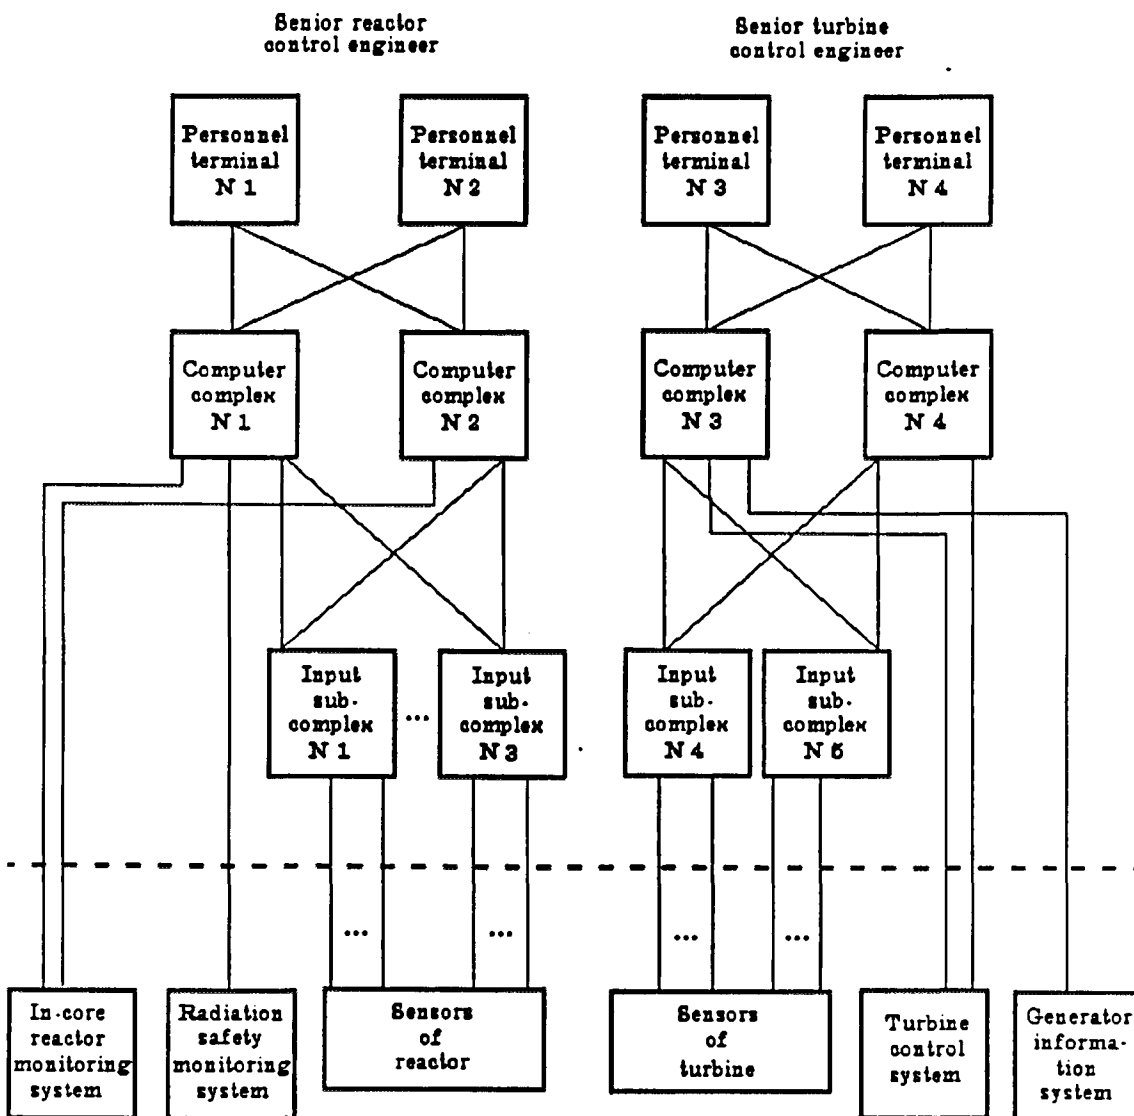 Senior reactor
control engineer
Senior turbine
control engineer
Personnel
terminal
N 1
Personnel
terminal
N 2
Personnel
terminal
N 3
Personnel
terminal
N 4
Computer
complex
N 1
Computer
complex
N 2
Computer
complex
N 3
Computer
complex
N 4
Input
sub-
complex
N 1
...
Input
sub-
complex
N 3
Input
sub-
complex
N 4
Input
sub-
complex
N 5
...
...
...
...
In-core
reactor
monitoring
system
Radiation
safety
monitoring
system
Sensors
of
reactor
Sensors
of
turbine
Turbine
control
system
Generator
informa-
tion
system